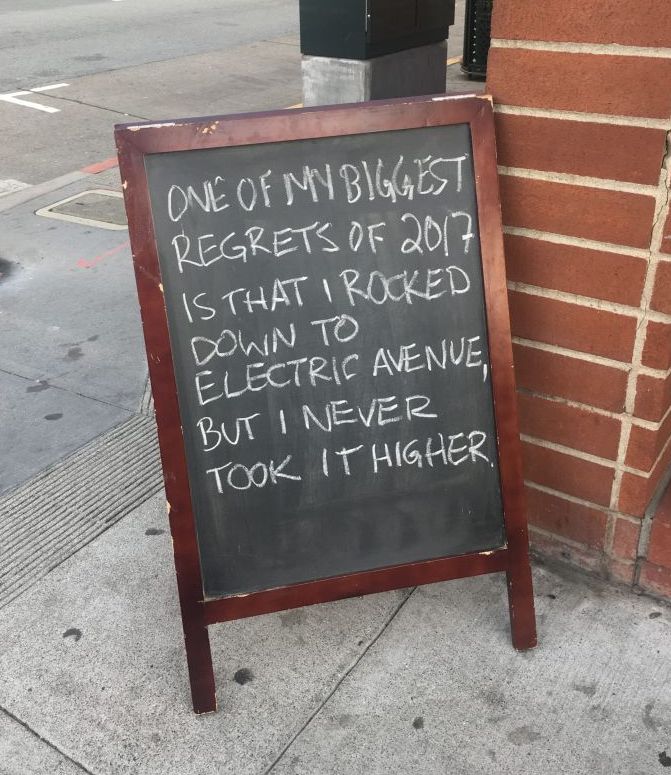 ONE OF MY BIGGEST
REGRETS OF 2017
IS THAT I ROCKED
DOWN TO
ELECTRIC AVENUE,
BUT I NEVER
TOOK IT HIGHER.